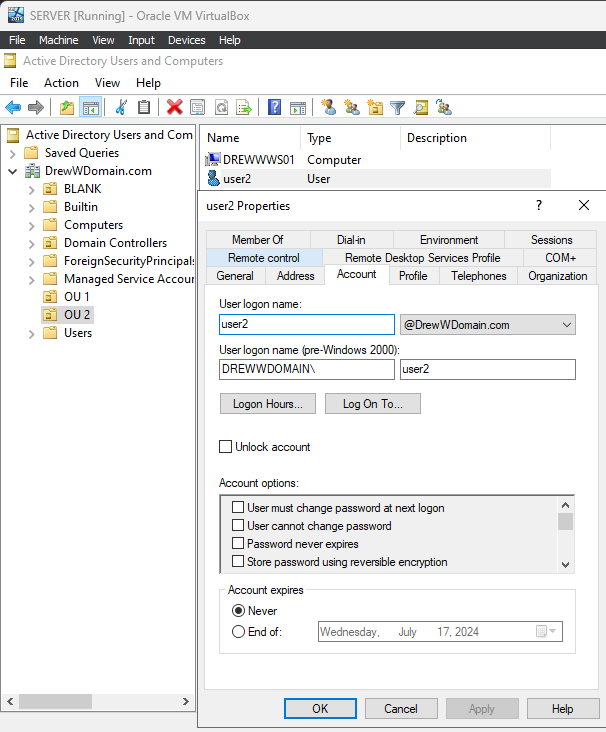 SERVER [Running] - Oracle VM VirtualBox
File Machine View Input Devices Help
Active Directory Users and Computers
File Action View Help
Active Directory Users and Com
Saved Queries
DrewWDomain.com
BLANK
Builtin
Computers
Domain Controllers
ForeignSecurityPrincipals
Managed Service Accour
OU 1
OU 2
Users
Name Type Description
DREWWWS01 Computer
user2 User
user2 Properties ?
Member Of Dial-in Environment Sessions
Remote control Remote Desktop Services Profile COM+
General Address Account Profile Telephones Organization
User logon name:
user2 @DrewWDomain.com
User logon name (pre-Windows 2000):
DREWWDOMAIN\ user2
Logon Hours... Log On To...
Unlock account
Account options:
User must change password at next logon
User cannot change password
Password never expires
Store password using reversible encryption
Account expires
Never
End of: Wednesday, July 17, 2024
OK Cancel Apply Help